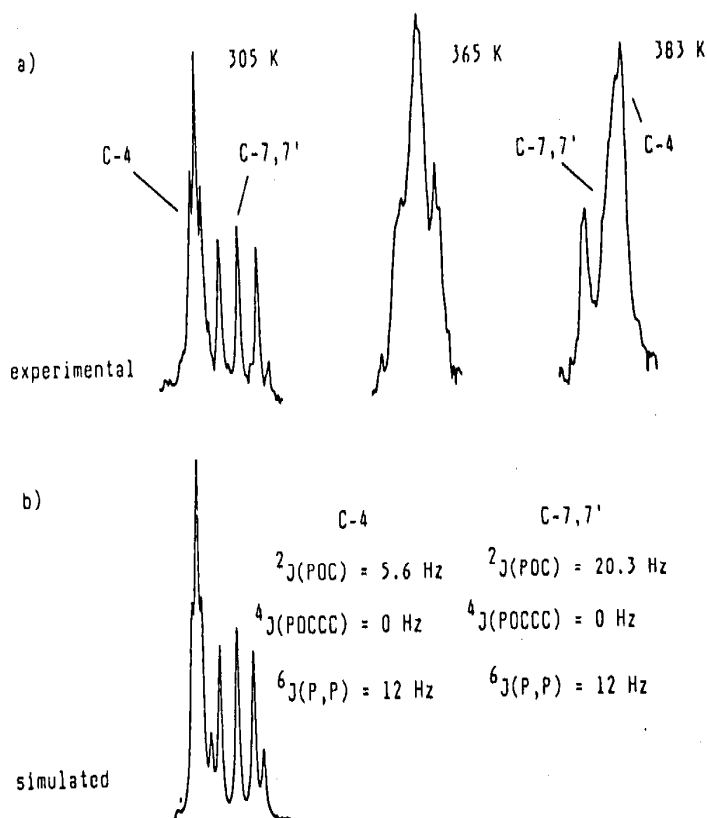 a)
305 K
365 K
383 K
C-4
C-7,7'
C-7,7'
C-4
experimental
b)
C-4
C-7,7'
²J(POC) = 5.6 Hz
²J(POC) = 20.3 Hz
⁴J(POCCC) = 0 Hz
⁴J(POCCC) = 0 Hz
⁶J(P,P) = 12 Hz
⁶J(P,P) = 12 Hz
simulated